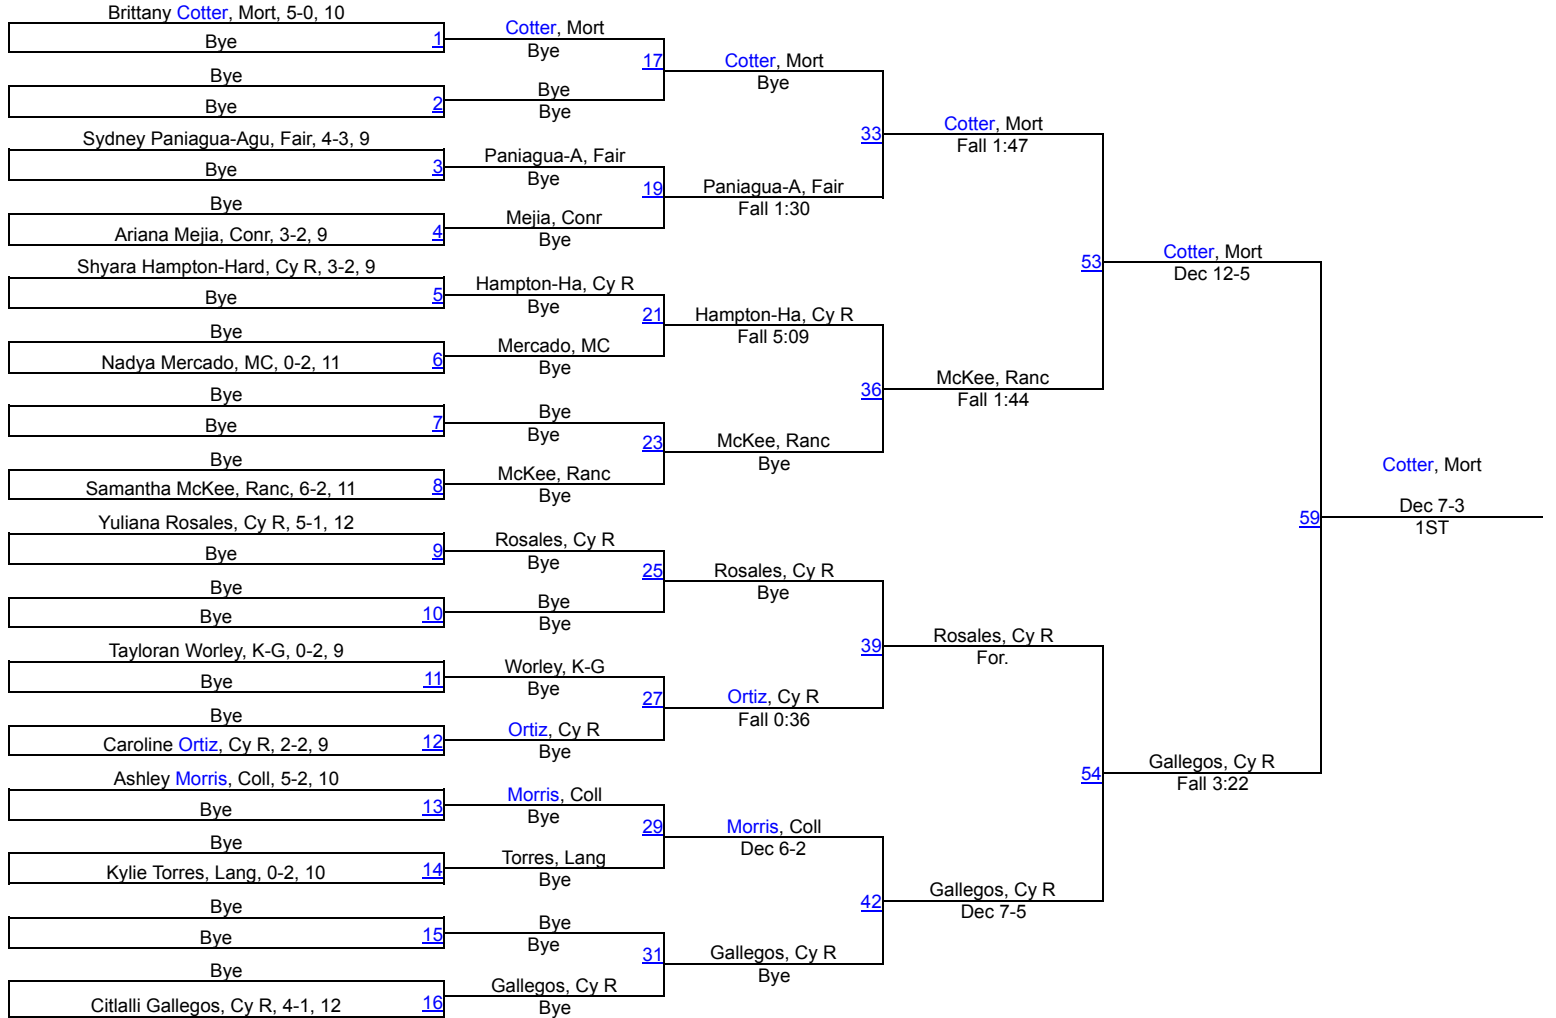 Brittany Cotter, Mort, 5-0, 10
Bye
1
Bye
Bye
2
Sydney Paniagua-Agu, Fair, 4-3, 9
Bye
3
Bye
Ariana Mejia, Conr, 3-2, 9
4
Shyara Hampton-Hard, Cy R, 3-2, 9
Bye
5
Bye
Nadya Mercado, MC, 0-2, 11
6
Bye
Bye
7
Bye
Samantha McKee, Ranc, 6-2, 11
8
Yuliana Rosales, Cy R, 5-1, 12
Bye
9
Bye
Bye
10
Tayloran Worley, K-G, 0-2, 9
Bye
11
Bye
Caroline Ortiz, Cy R, 2-2, 9
12
Ashley Morris, Coll, 5-2, 10
Bye
13
Bye
Kylie Torres, Lang, 0-2, 10
14
Bye
Bye
15
Bye
Citlalli Gallegos, Cy R, 4-1, 12
16
Cotter, Mort
Bye
17
Bye
Bye
Paniagua-A, Fair
Bye
19
Mejia, Conr
Bye
Hampton-Ha, Cy R
Bye
21
Mercado, MC
Bye
Bye
Bye
23
McKee, Ranc
Bye
Rosales, Cy R
Bye
25
Bye
Bye
Worley, K-G
Bye
27
Ortiz, Cy R
Bye
Morris, Coll
Bye
29
Torres, Lang
Bye
Bye
Bye
31
Gallegos, Cy R
Bye
Cotter, Mort
Bye
33
Paniagua-A, Fair
Fall 1:30
Hampton-Ha, Cy R
Fall 5:09
36
McKee, Ranc
Bye
Rosales, Cy R
Bye
39
Ortiz, Cy R
Fall 0:36
Morris, Coll
Dec 6-2
42
Gallegos, Cy R
Bye
Cotter, Mort
Fall 1:47
53
McKee, Ranc
Fall 1:44
Rosales, Cy R
For.
54
Gallegos, Cy R
Dec 7-5
Cotter, Mort
Dec 12-5
59
Gallegos, Cy R
Fall 3:22
Cotter, Mort
Dec 7-3
1ST